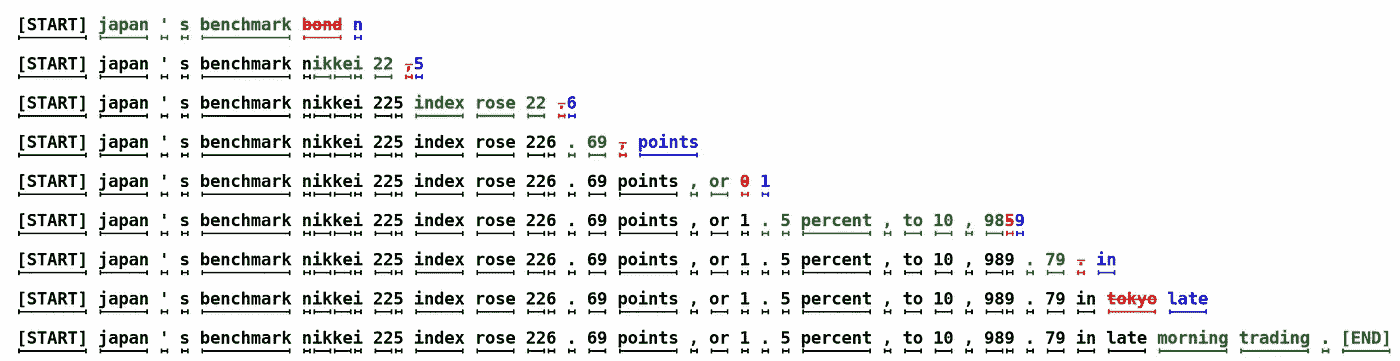 [START] japan ' s benchmark bond n
[START] japan ' s benchmark nikkei 22 ,5
[START] japan ' s benchmark nikkei 225 index rose 22 .6
[START] japan ' s benchmark nikkei 225 index rose 226 . 69 , points
[START] japan ' s benchmark nikkei 225 index rose 226 . 69 points , or 0 1
[START] japan ' s benchmark nikkei 225 index rose 226 . 69 points , or 1 . 5 percent , to 10 , 9859
[START] japan ' s benchmark nikkei 225 index rose 226 . 69 points , or 1 . 5 percent , to 10 , 989 . 79 . in
[START] japan ' s benchmark nikkei 225 index rose 226 . 69 points , or 1 . 5 percent , to 10 , 989 . 79 in tokyo late
[START] japan ' s benchmark nikkei 225 index rose 226 . 69 points , or 1 . 5 percent , to 10 , 989 . 79 in late morning trading . [END]